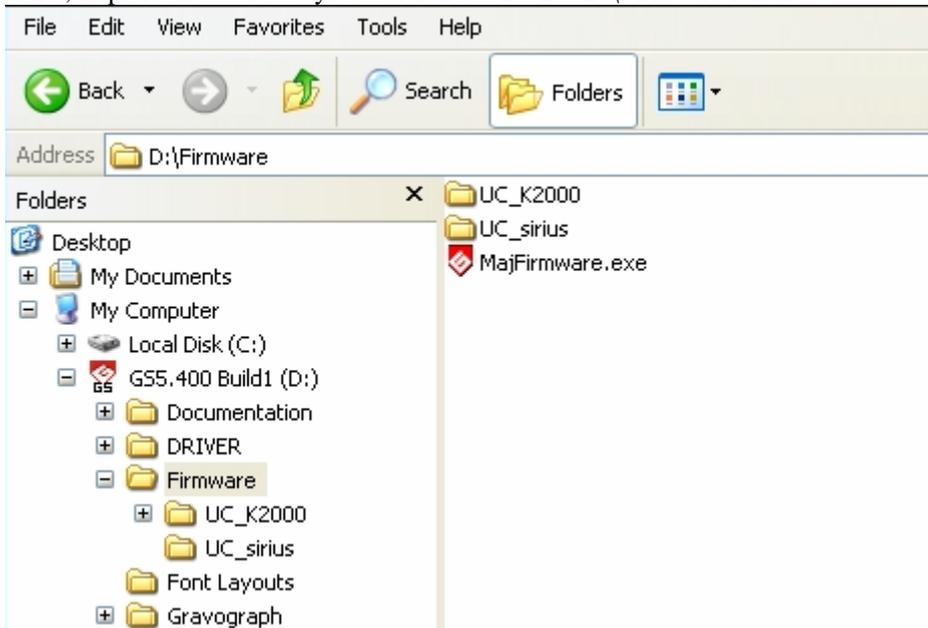 File Edit View Favorites Tools Help
Back Search Folders
Address D:\Firmware
Folders
UC_K2000
UC_sirius
MajFirmware.exe
Desktop
My Documents
My Computer
Local Disk (C:)
GS5.400 Build1 (D:)
Documentation
DRIVER
Firmware
UC_K2000
UC_sirius
Font Layouts
Gravograph